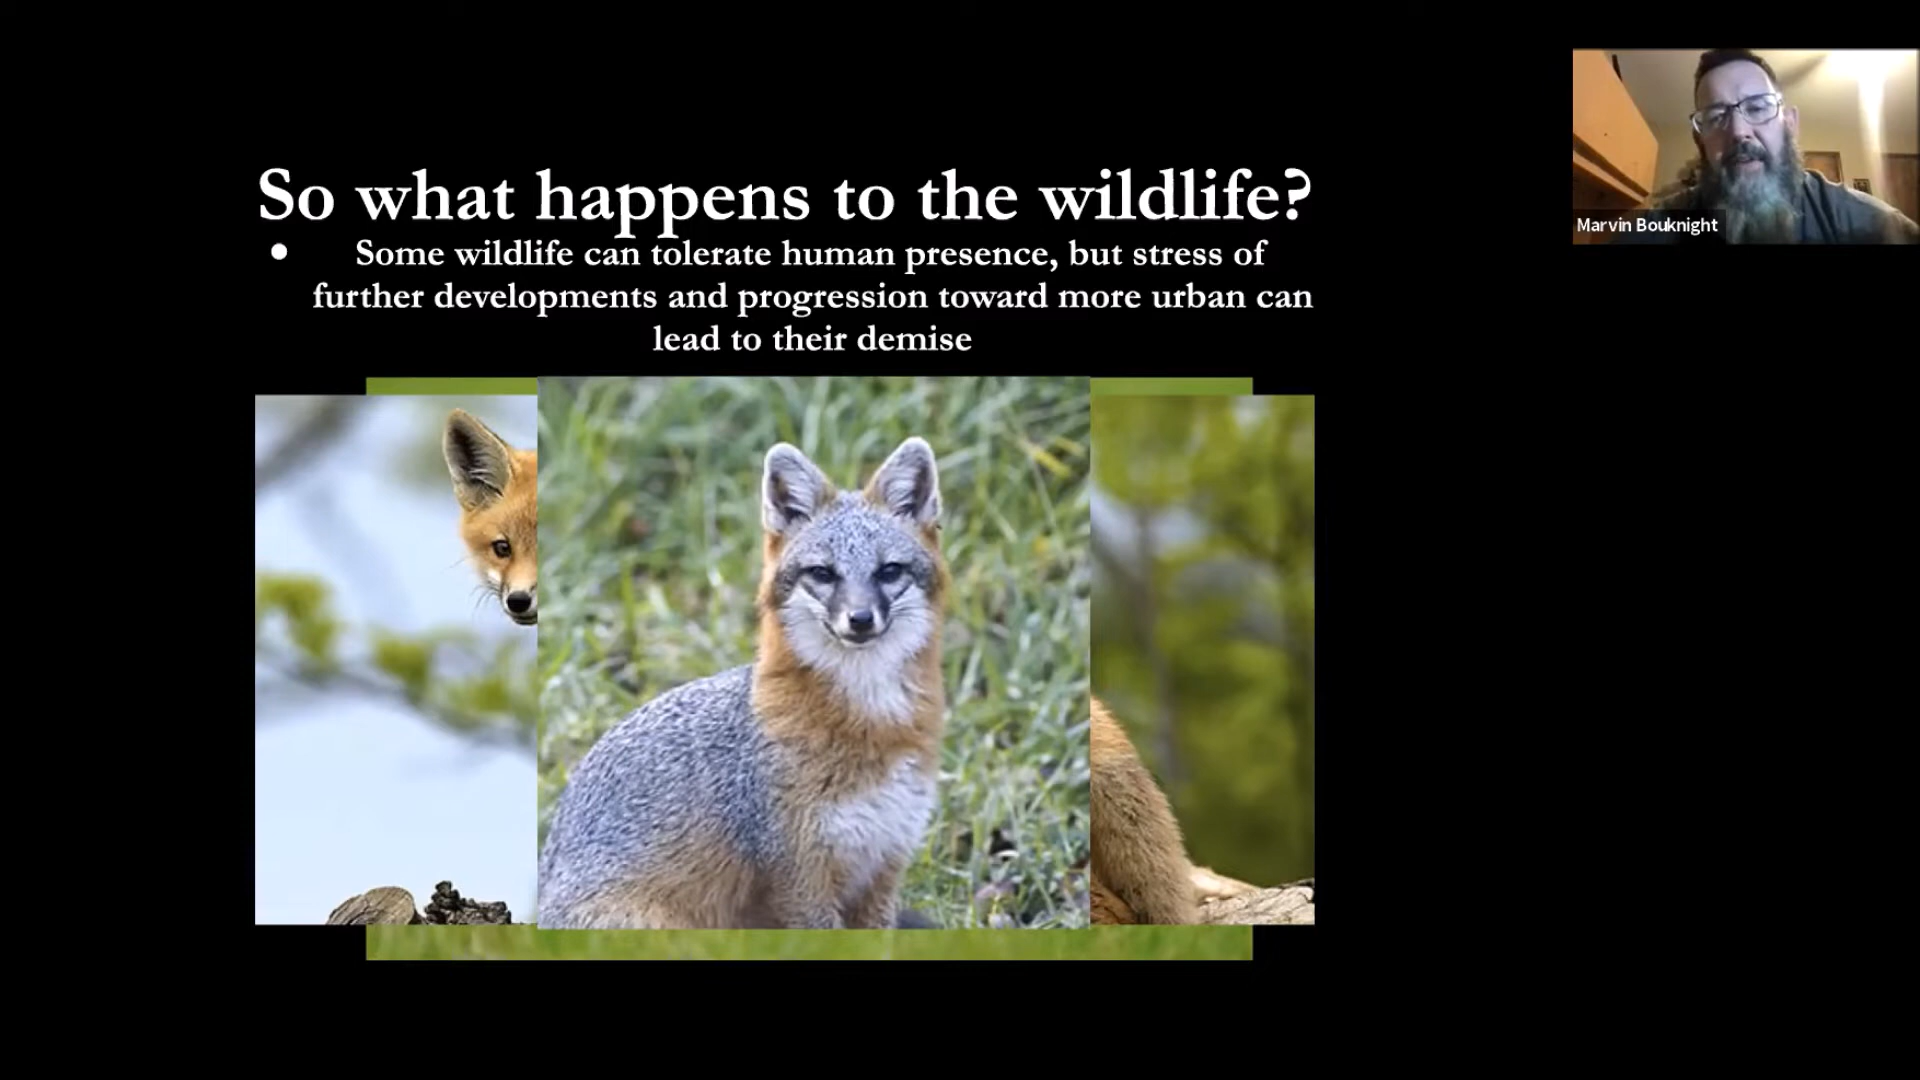 So what happens to the wildlife?
● Some wildlife can tolerate human presence, but stress of
further developments and progression toward more urban can
lead to their demise
Marvin Bouknight